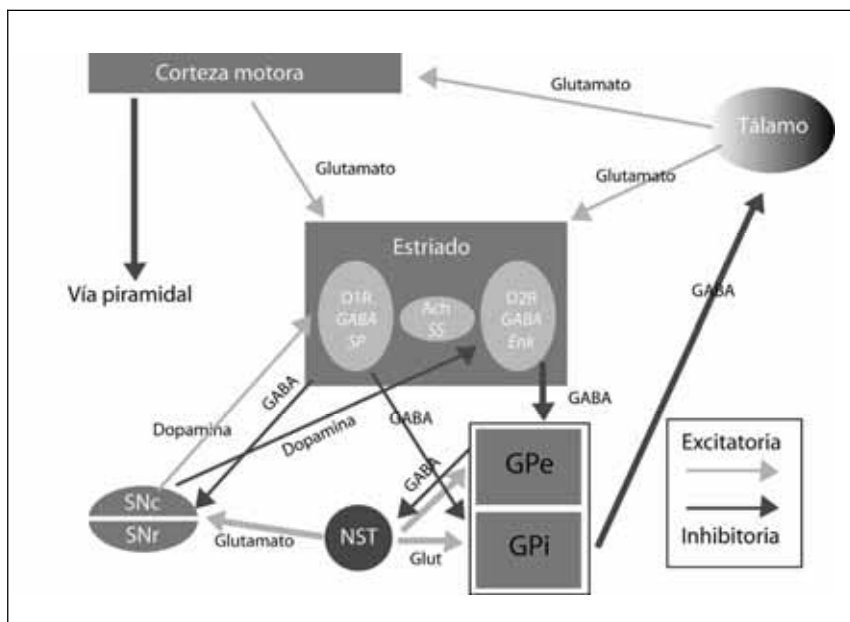 Corteza motora
Glutamato
Tálamo
Glutamato
Glutamato
Estriado
Vía piramidal
D1R
GABA
SP
Ach
SS
D2R
GABA
Enk
GABA
GABA
Dopamina
Dopamina
GABA
GABA
GABA
GPe
SNc
SNr
Glutamato
NST
Glut
GPi
Excitatoria
Inhibitoria